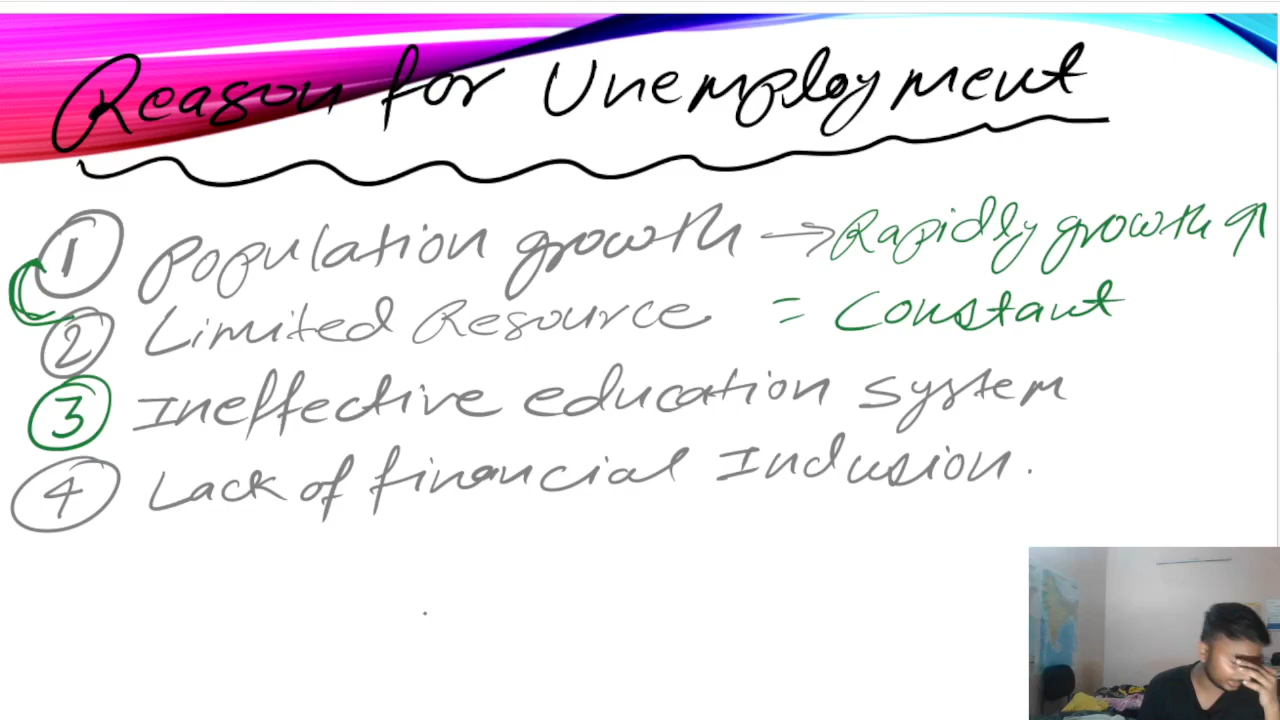 Reason for Unemployment
1 Population growth → Rapidly growth
2 Limited Resource = Constant
3 Ineffective education system
4 Lack of financial Inclusion.